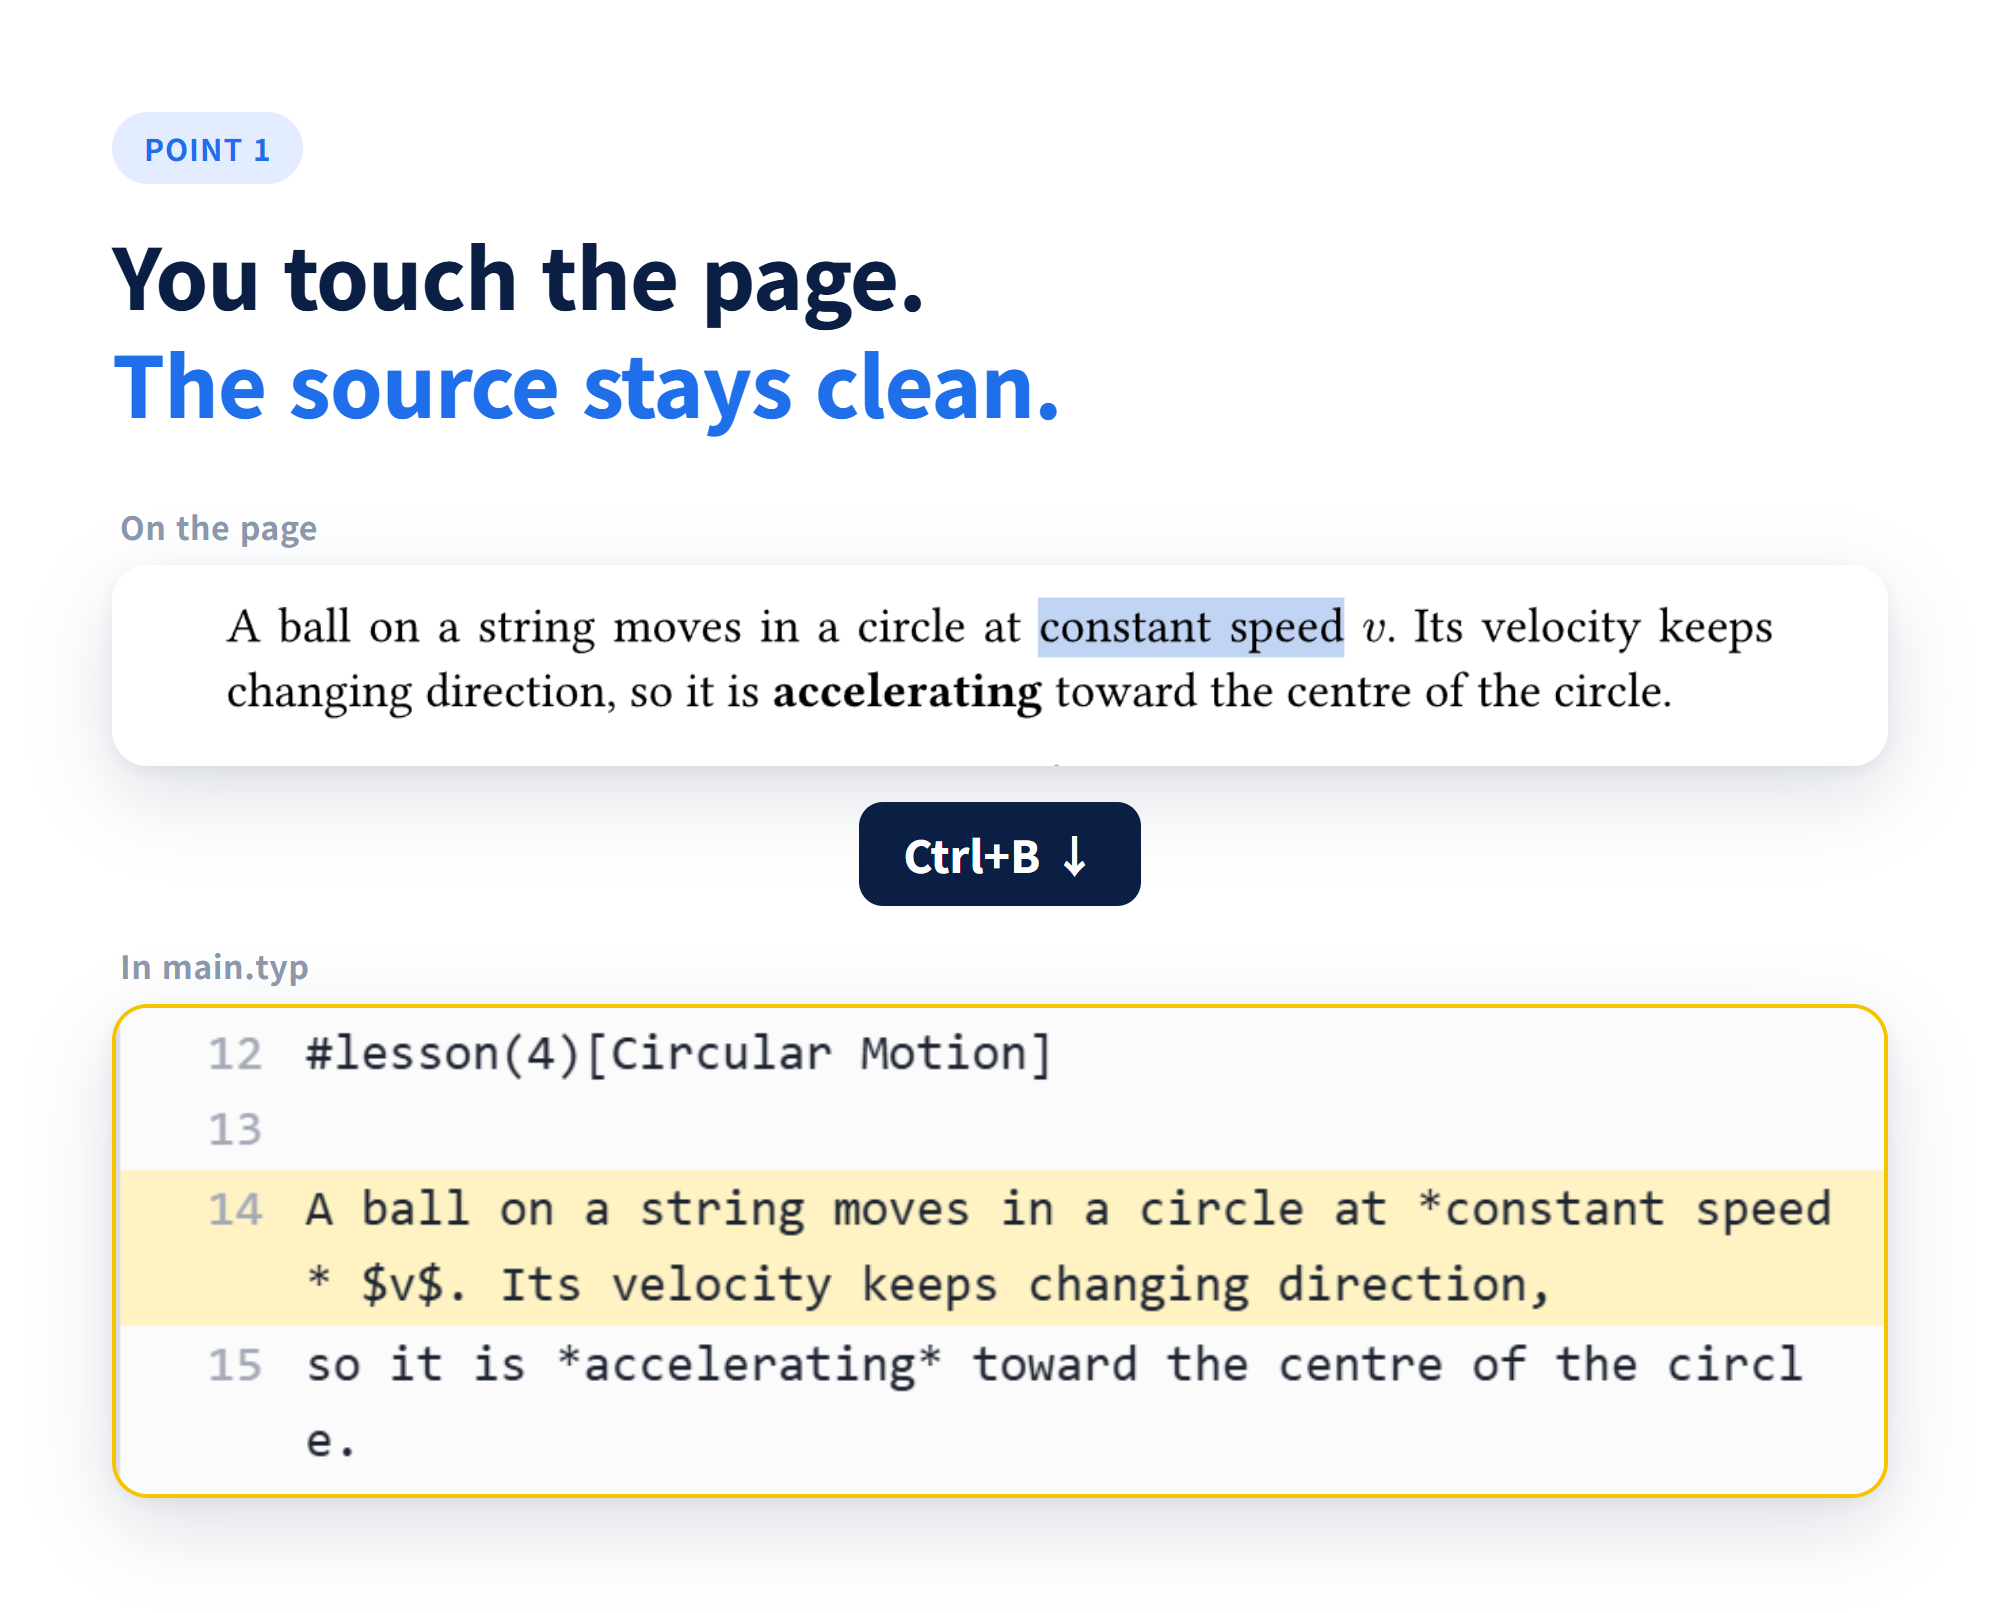 POINT 1
You touch the page.
The source stays clean.
On the page
A ball on a string moves in a circle at constant speed v. Its velocity keeps
changing direction, so it is accelerating toward the centre of the circle.
Ctrl+B ↓
In main.typ
12 #lesson(4)[Circular Motion]
13
14 A ball on a string moves in a circle at *constant speed
* $v$. Its velocity keeps changing direction,
15 so it is *accelerating* toward the centre of the circl
e.